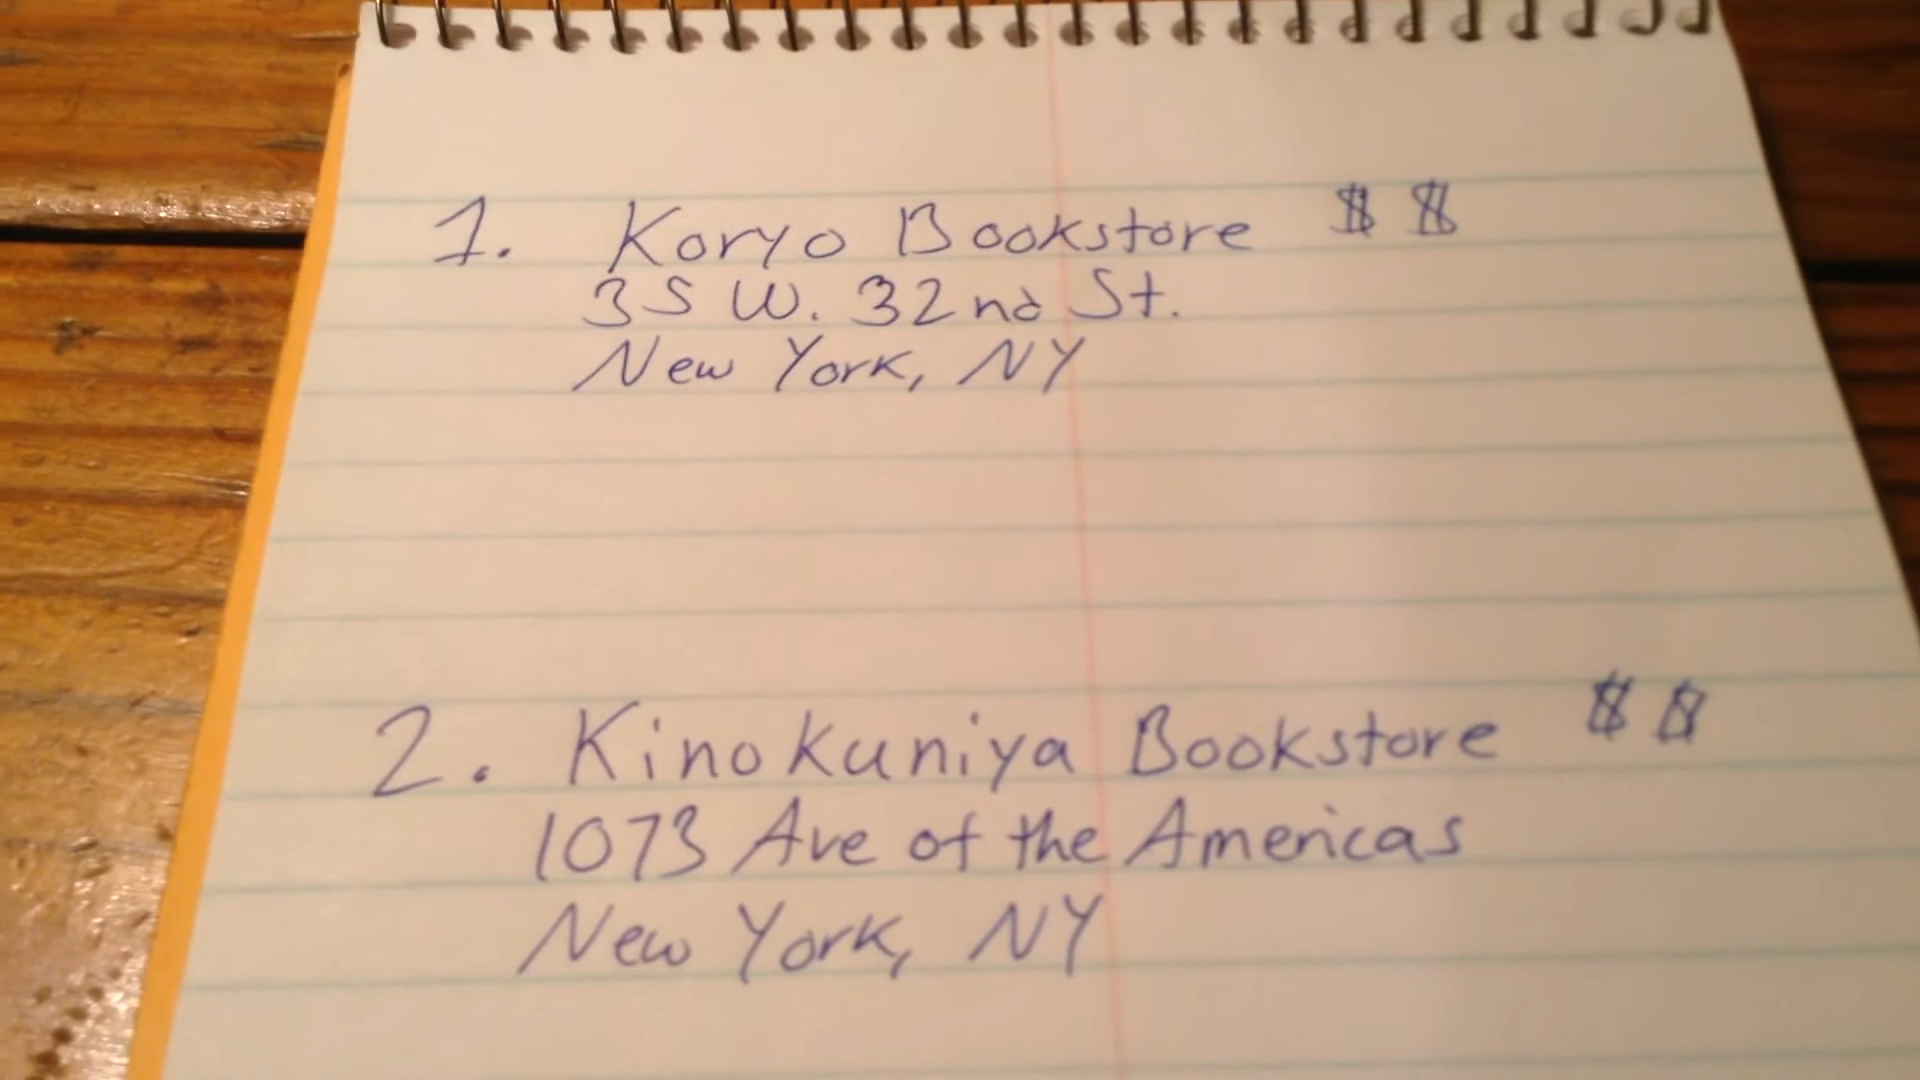 1. Koryo Bookstore $$
35 W. 32nd St.
New York, NY
2. Kinokuniya Bookstore $$
1073 Ave of the Americas
New York, NY